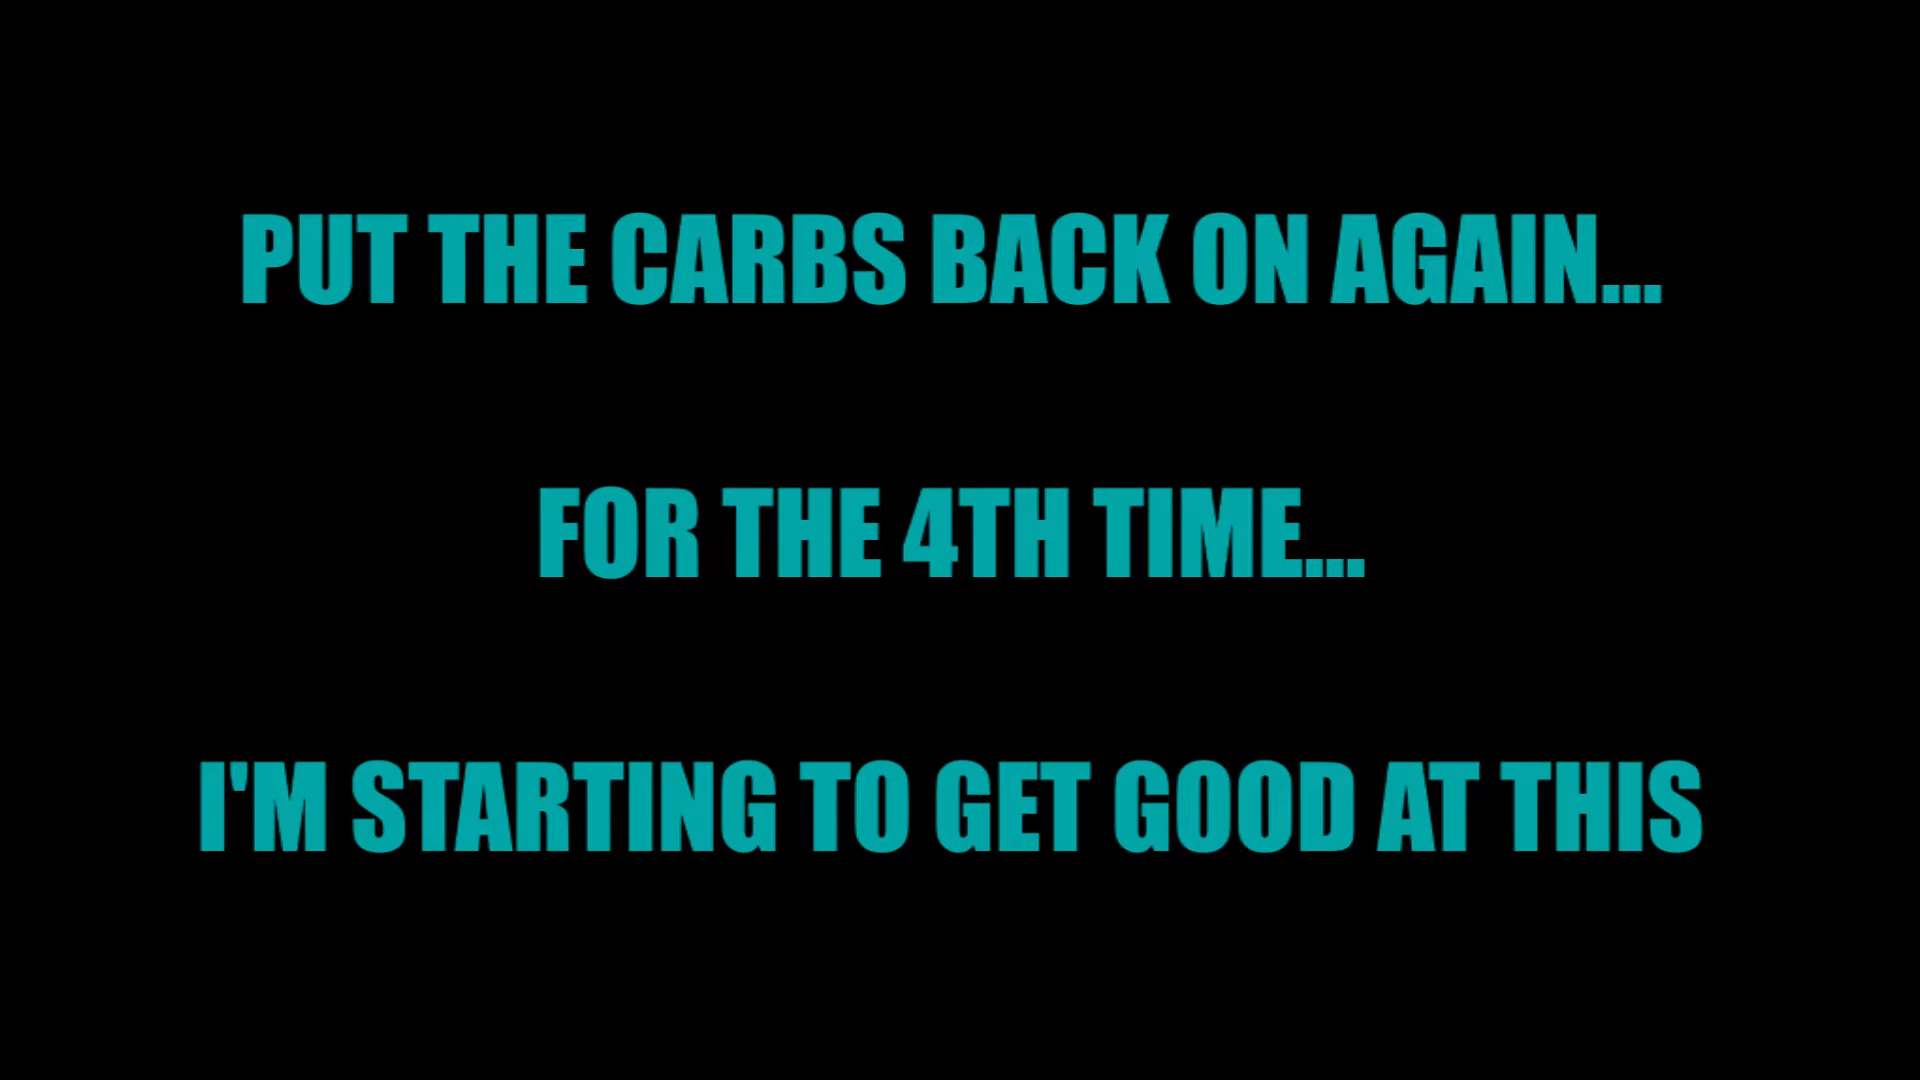 PUT THE CARBS BACK ON AGAIN...
FOR THE 4TH TIME...
I'M STARTING TO GET GOOD AT THIS